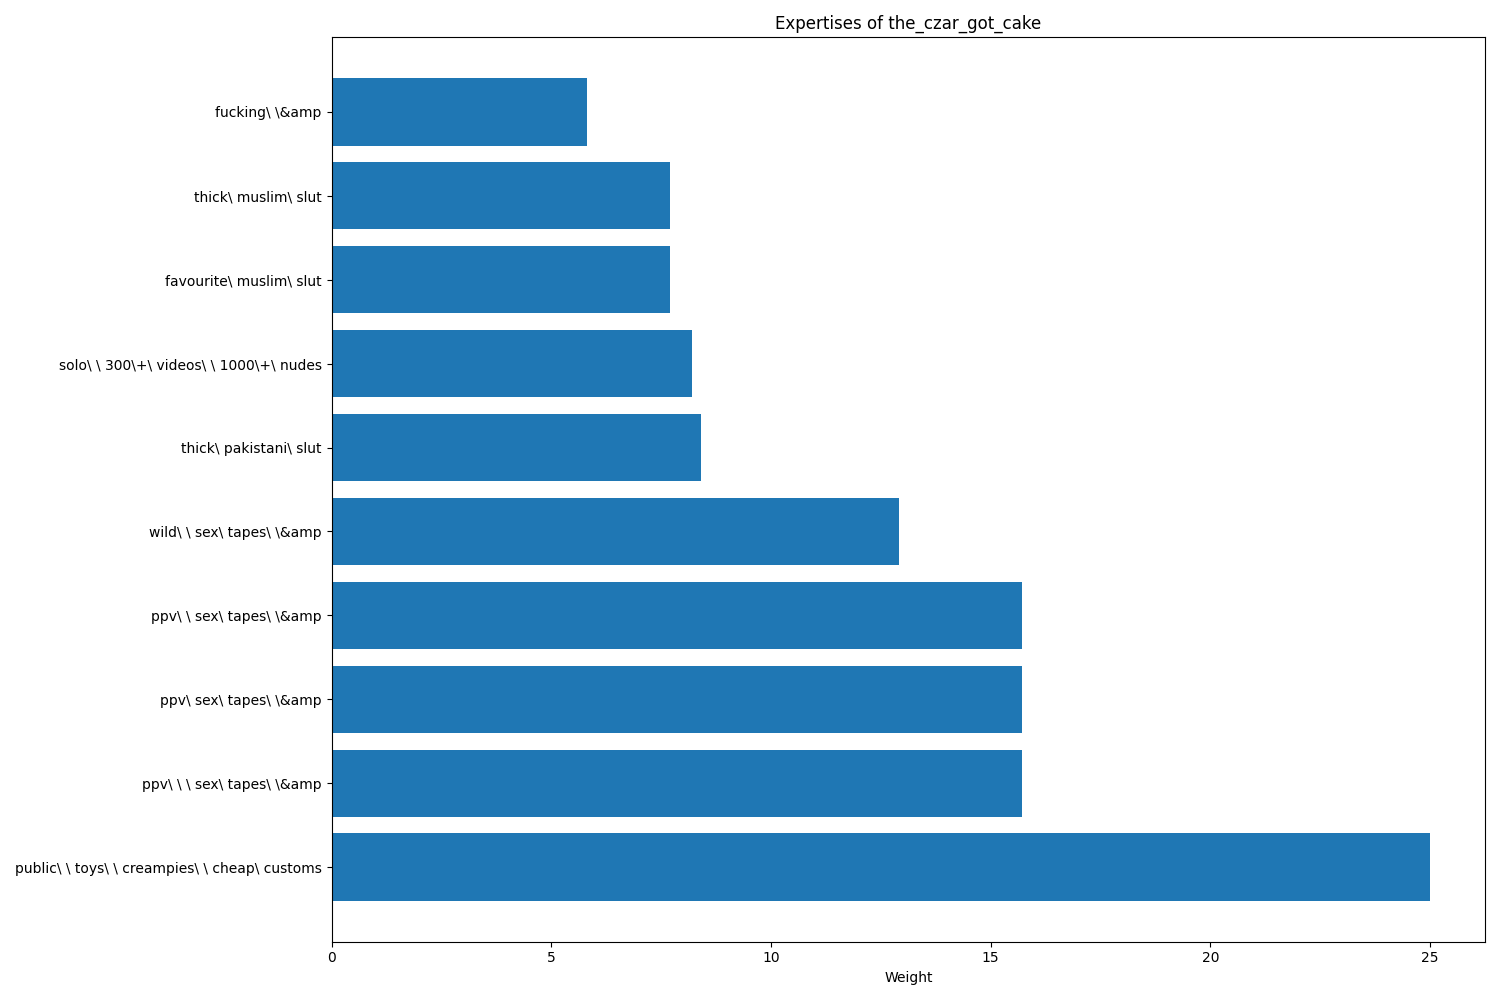 Expertises of the_czar_got_cake
fucking\ \&amp
thick\ muslim\ slut
favourite\ muslim\ slut
solo\ \ 300\+\ videos\ \ 1000\+\ nudes
thick\ pakistani\ slut
wild\ \ sex\ tapes\ \&amp
ppv\ \ sex\ tapes\ \&amp
ppv\ sex\ tapes\ \&amp
ppv\ \ \ sex\ tapes\ \&amp
public\ \ toys\ \ creampies\ \ cheap\ customs
0 5 10 15 20 25
Weight